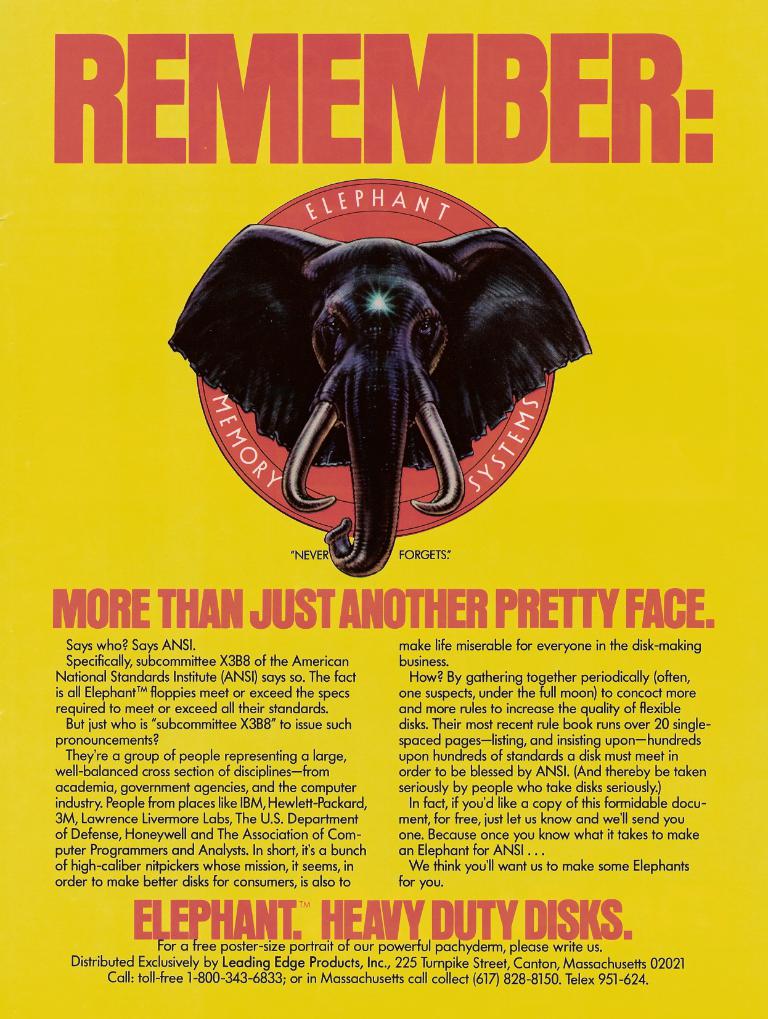 REMEMBER:
ELEPHANT
MEMORY
SYSTEMS
"NEVER FORGETS."
MORE THAN JUST ANOTHER PRETTY FACE.
Says who? Says ANSI.
Specifically, subcommittee X3B8 of the American
National Standards Institute (ANSI) says so. The fact
is all Elephant™ floppies meet or exceed the specs
required to meet or exceed all their standards.
But just who is "subcommittee X3B8" to issue such
pronouncements?
They're a group of people representing a large,
well-balanced cross section of disciplines—from
academia, government agencies, and the computer
industry. People from places like IBM, Hewlett-Packard,
3M, Lawrence Livermore Labs, The U.S. Department
of Defense, Honeywell and The Association of Com-
puter Programmers and Analysts. In short, it's a bunch
of high-caliber nitpickers whose mission, it seems, in
order to make better disks for consumers, is also to
make life miserable for everyone in the disk-making
business.
How? By gathering together periodically (often,
one suspects, under the full moon) to concoct more
and more rules to increase the quality of flexible
disks. Their most recent rule book runs over 20 single-
spaced pages—listing, and insisting upon—hundreds
upon hundreds of standards a disk must meet in
order to be blessed by ANSI. (And thereby be taken
seriously by people who take disks seriously.)
In fact, if you'd like a copy of this formidable docu-
ment, for free, just let us know and we'll send you
one. Because once you know what it takes to make
an Elephant for ANSI . . .
We think you'll want us to make some Elephants
for you.
ELEPHANT.™ HEAVY DUTY DISKS.
For a free poster-size portrait of our powerful pachyderm, please write us.
Distributed Exclusively by Leading Edge Products, Inc., 225 Turnpike Street, Canton, Massachusetts 02021
Call: toll-free 1-800-343-6833; or in Massachusetts call collect (617) 828-8150. Telex 951-624.